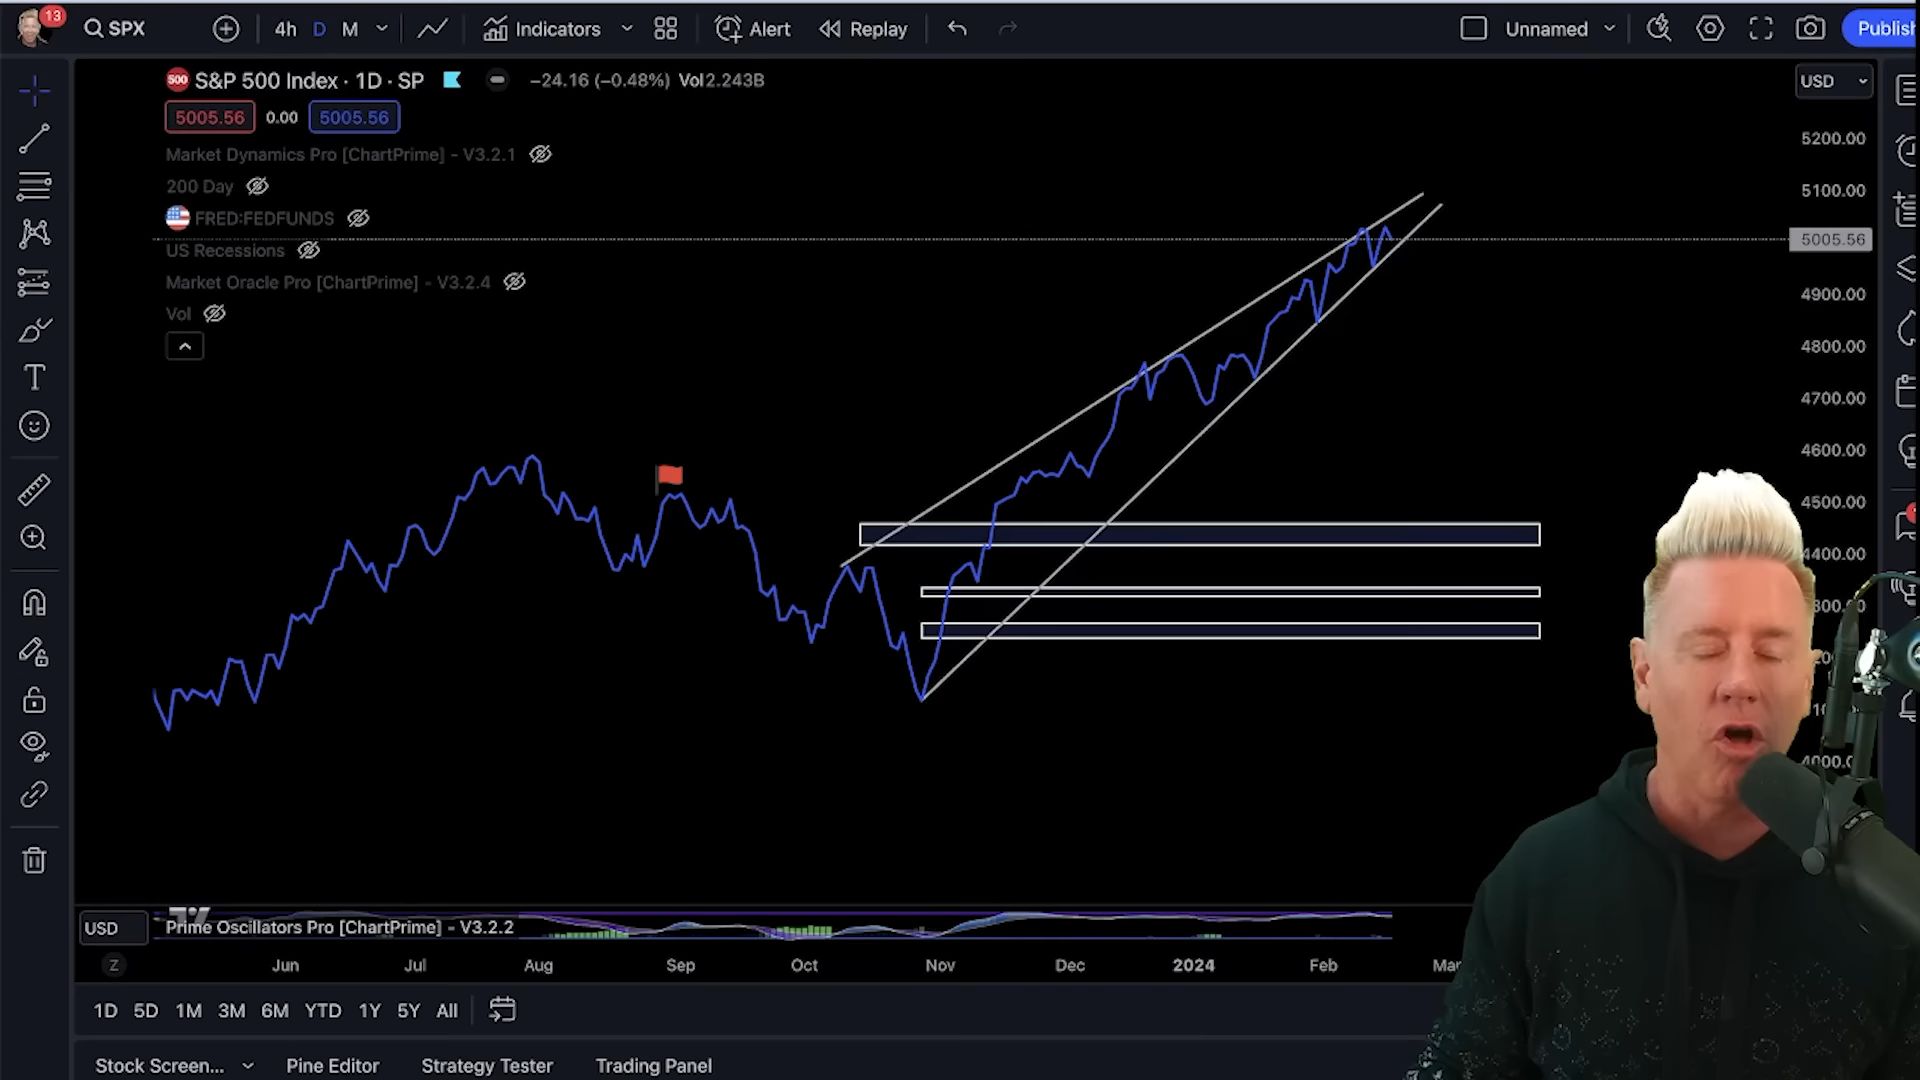 13
SPX
4h D M
Indicators
Alert
Replay
Unnamed
Publish
500 S&P 500 Index · 1D · SP
−24.16 (−0.48%) Vol2.243B
USD
5005.56 0.00 5005.56
Market Dynamics Pro [ChartPrime] - V3.2.1
200 Day
FRED:FEDFUNDS
US Recessions
Market Oracle Pro [ChartPrime] - V3.2.4
Vol
5200.00
5100.00
5005.56
4900.00
4800.00
4700.00
4600.00
4500.00
4400.00
USD
Prime Oscillators Pro [ChartPrime] - V3.2.2
Z
Jun Jul Aug Sep Oct Nov Dec 2024 Feb Mar
1D 5D 1M 3M 6M YTD 1Y 5Y All
Stock Screen... Pine Editor Strategy Tester Trading Panel